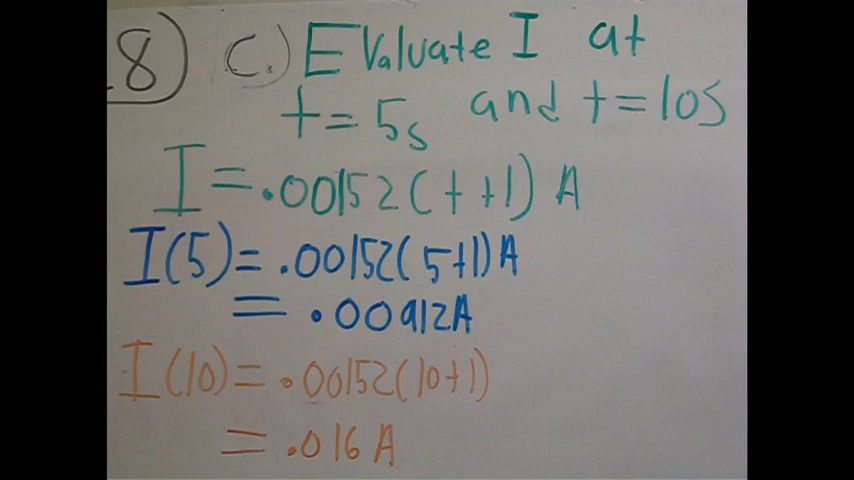 .8) C.) Evaluate I at
t = 5s and t = 10s
I = .00152(t+1) A
I(5) = .00152(5+1) A
= .00912A
I(10) = .00152(10+1)
= .016 A